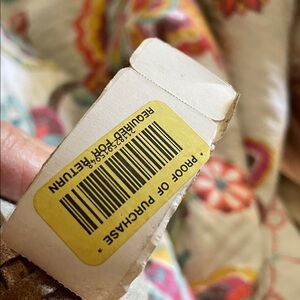 * PROOF OF PURCHASE *
REQUIRED FOR RETURN